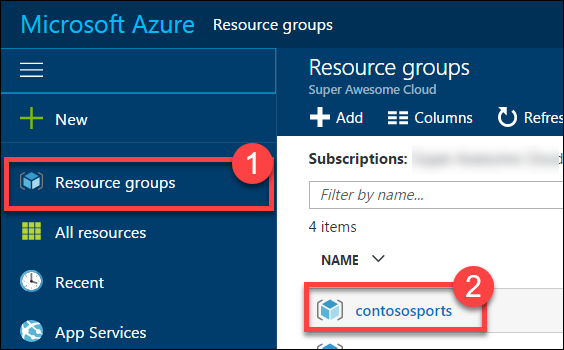 Microsoft Azure Resource groups
New
Resource groups
1
All resources
Recent
App Services
Resource groups
Super Awesome Cloud
Add Columns Refres
Subscriptions:
Filter by name...
4 items
NAME
contososports
2